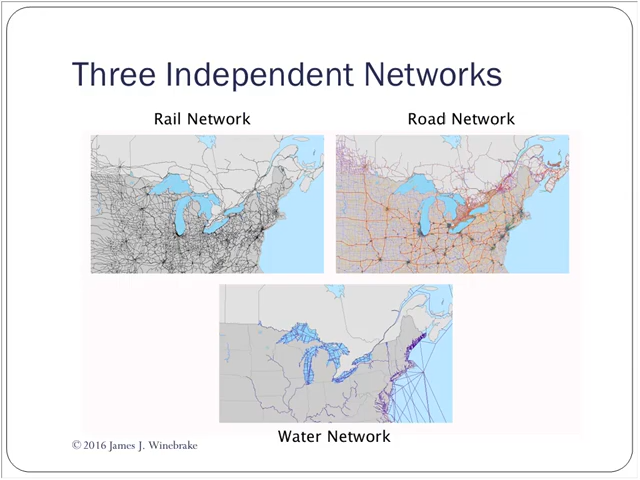 Three Independent Networks
Rail Network
Road Network
Water Network
© 2016 James J. Winebrake